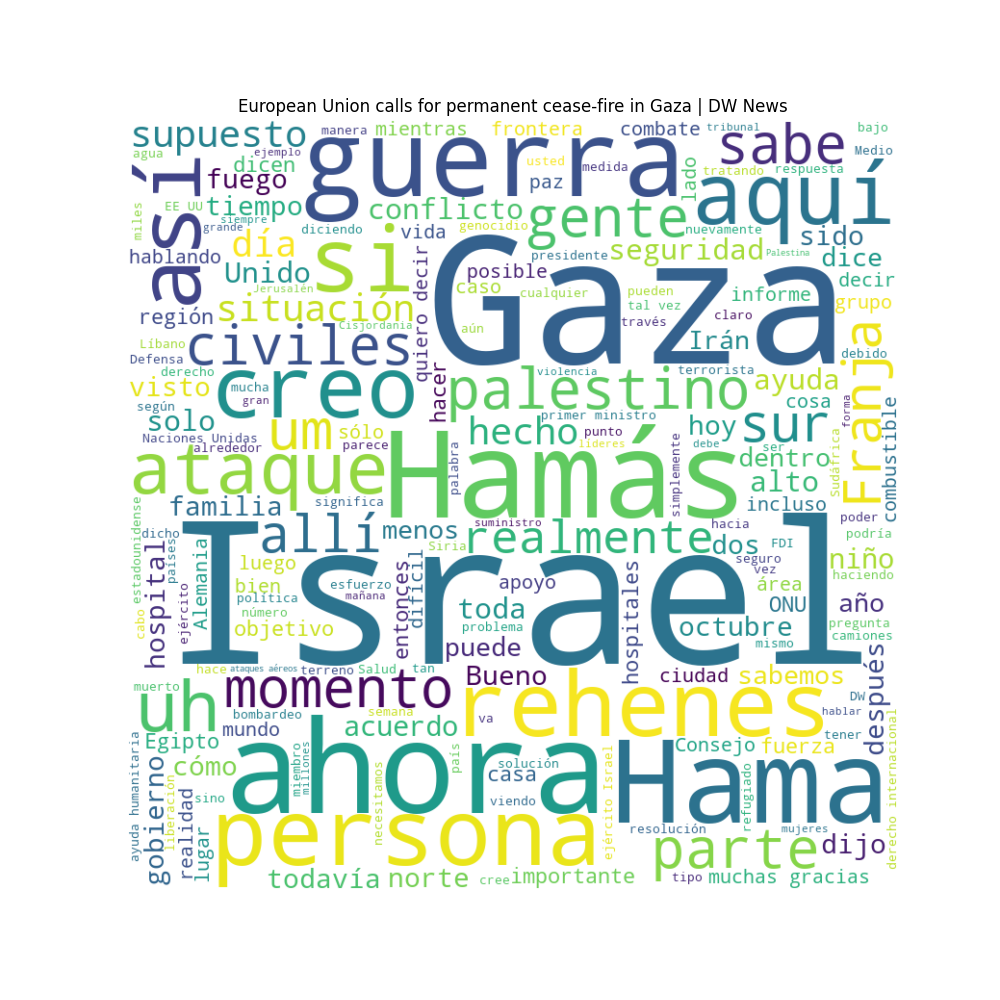 European Union calls for permanent cease-fire in Gaza | DW News
supuesto
manera
mientras
frontera
combate
tribunal
bajo
agua
ejemplo
dicen
guerra
usted
medida
sabe
Medio
así
fuego
paz
lado
tratando
respuesta
aquí
miles
EE UU
tiempo
conflicto
gente
siempre
grande
diciendo
vida
genocidio
nuevamente
sido
día
si
Gaza
presidente
seguridad
Palestina
dice
hablando
Unido
quiero decir
posible
caso
cualquier
pueden
decir
Jerusalén
tal vez
informe
grupo
región
situación
Cisjordania
aún
través
claro
Líbano
civiles
Irán
debido
Defensa
derecho
violencia
terrorista
visto
mucha
creo
hacer
palestino
ayuda
Franja
según
gran
solo
um
sólo
hecho
primer ministro
punto
hoy
sur
cosa
forma
Naciones Unidas
alrededor
parece
líderes
debe
ser
combustible
ataque
Hamás
palabra
simplemente
dentro
Sudáfrica
alto
familia
significa
incluso
estadounidense
dicho
allí
menos
suministro
realmente
hacia
poder
podría
hospital
países
Alemania
Siria
dos
FDI
luego
Israel
entonces
difícil
seguro
vez
niño
haciendo
bien
política
esfuerzo
mañana
apoyo
hospitales
área
cabo
ejército
número
objetivo
toda
problema
ONU
año
octubre
pregunta
camiones
mismo
puede
después
hace
ataques aéreos
terreno
Salud
tan
muerto
momento
Bueno
rehenes
ciudad
sabemos
DW
uh
bombardeo
semana
va
hablar
mundo
acuerdo
tener
ayuda humanitaria
Egipto
ahora
país
solución
Consejo
fuerza
derecho internacional
gobierno
cómo
miembro
millones
casa
Hama
liberación
realidad
sino
necesitamos
viendo
ejército Israel
refugiado
lugar
persona
resolución
mujeres
parte
dijo
todavía
norte
cree
importante
tipo
muchas gracias